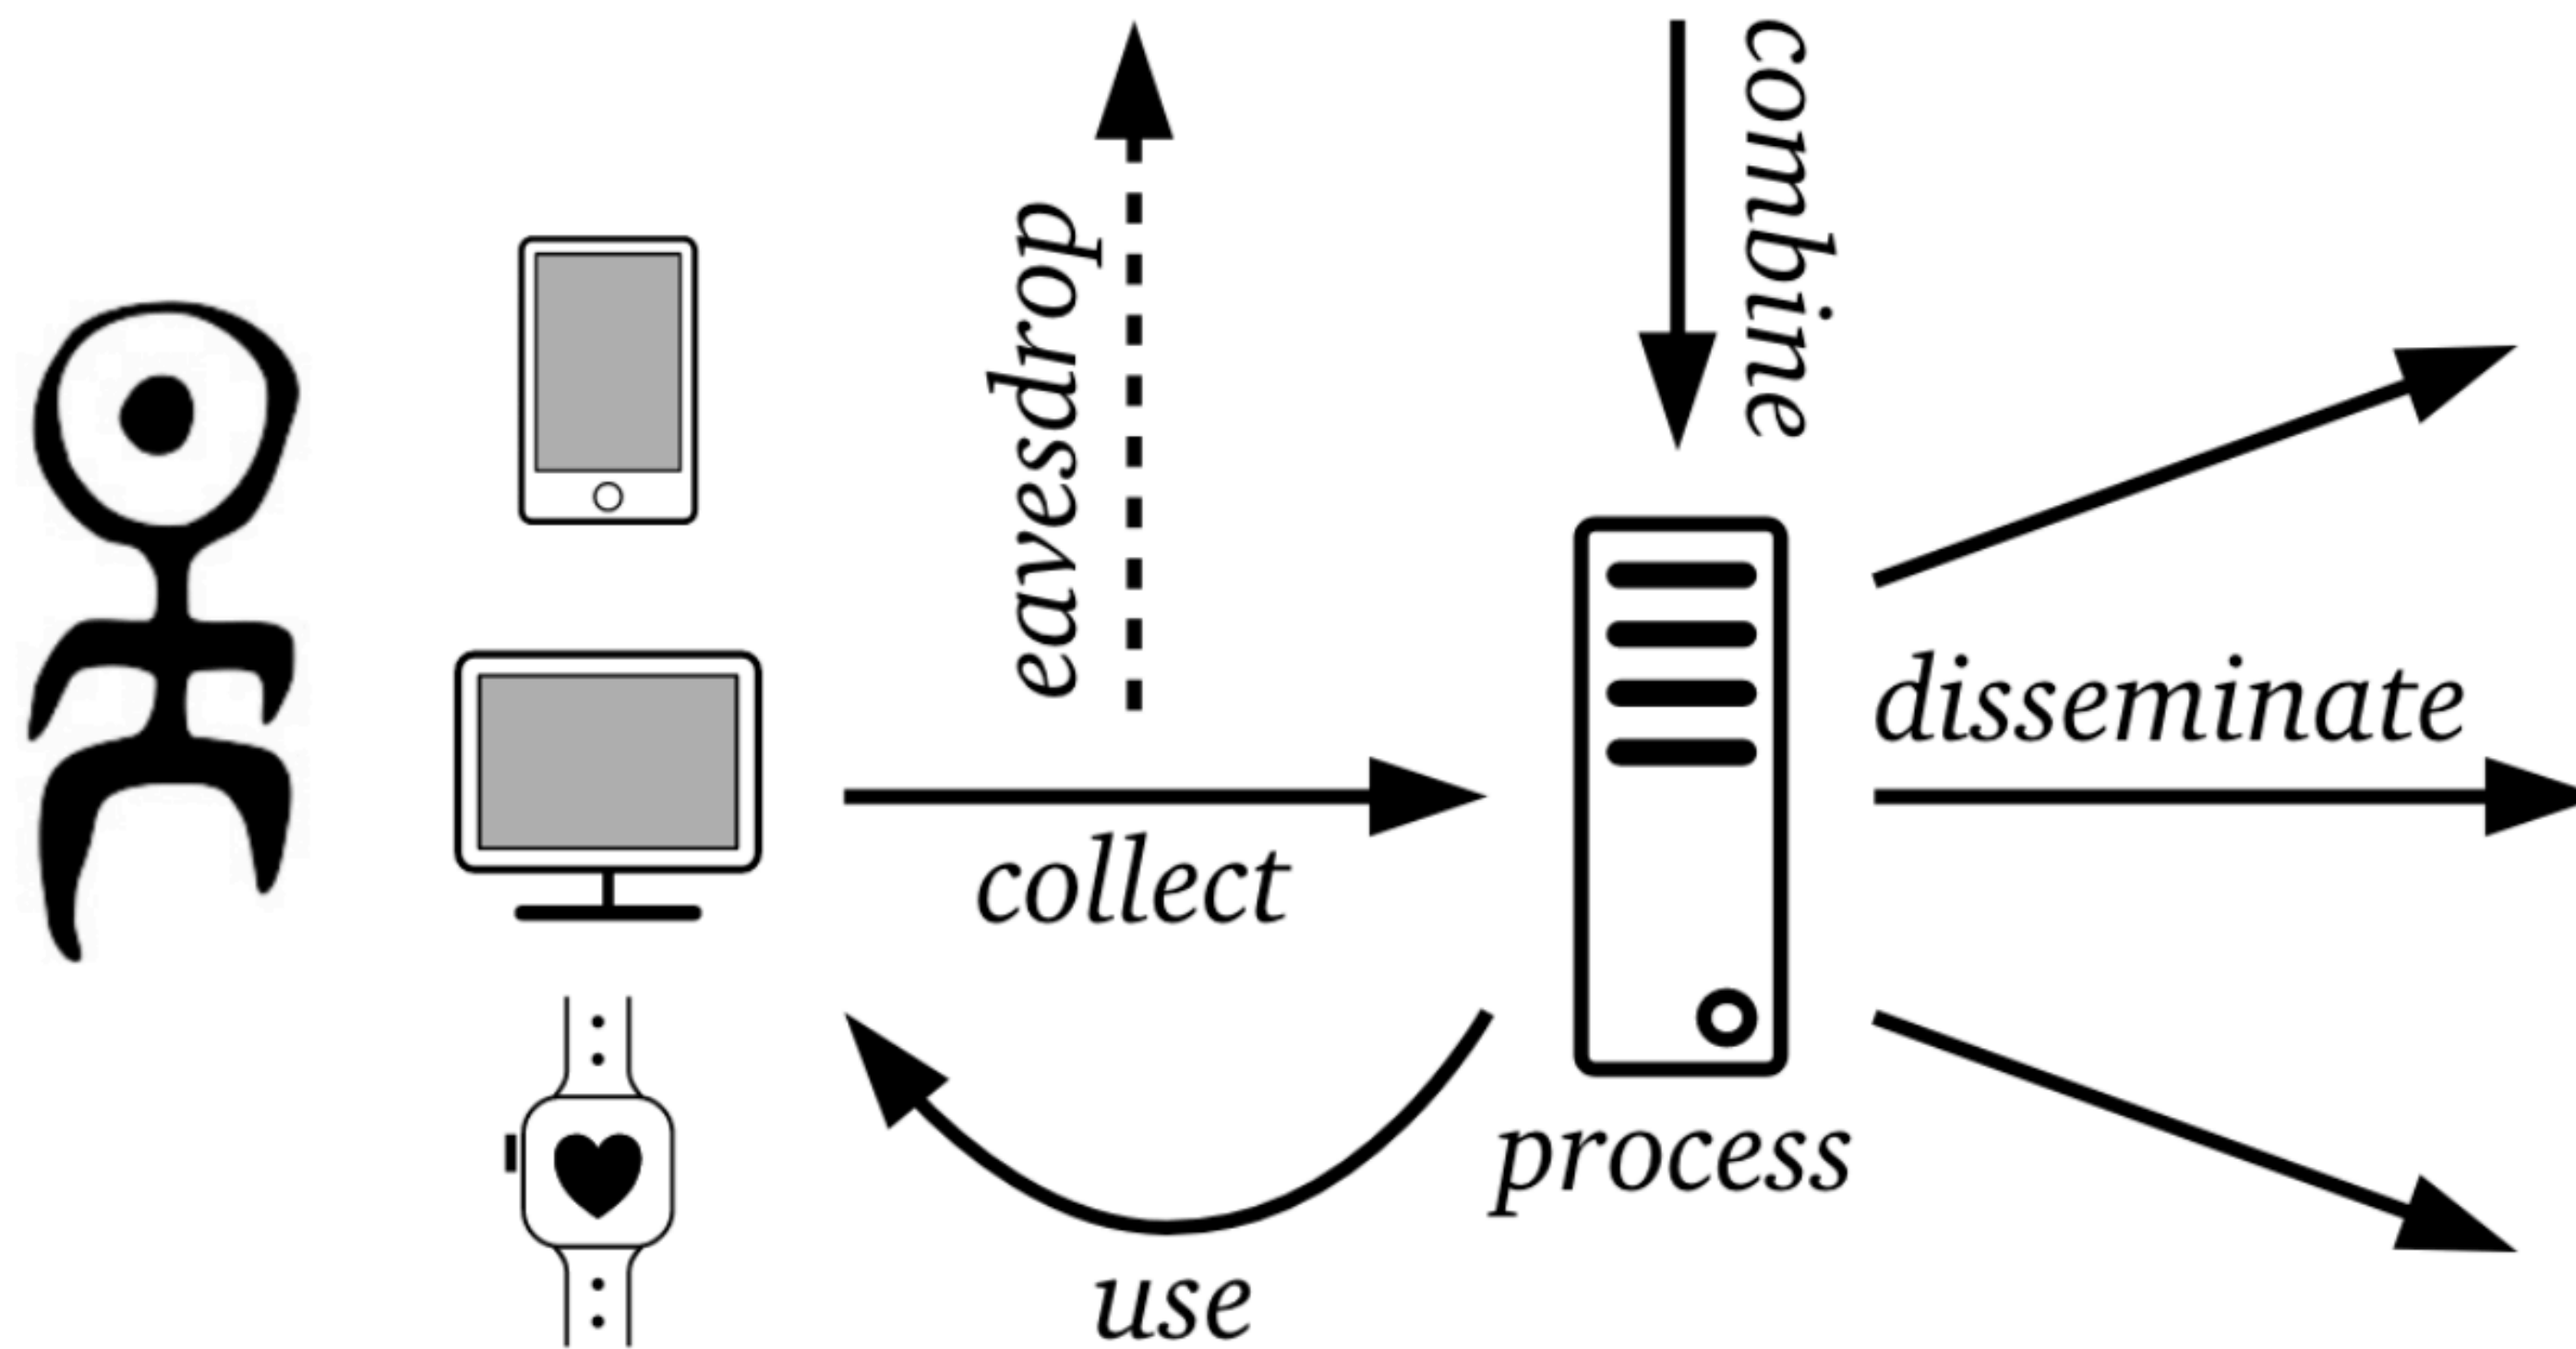 eavesdrop
combine
collect
disseminate
process
use